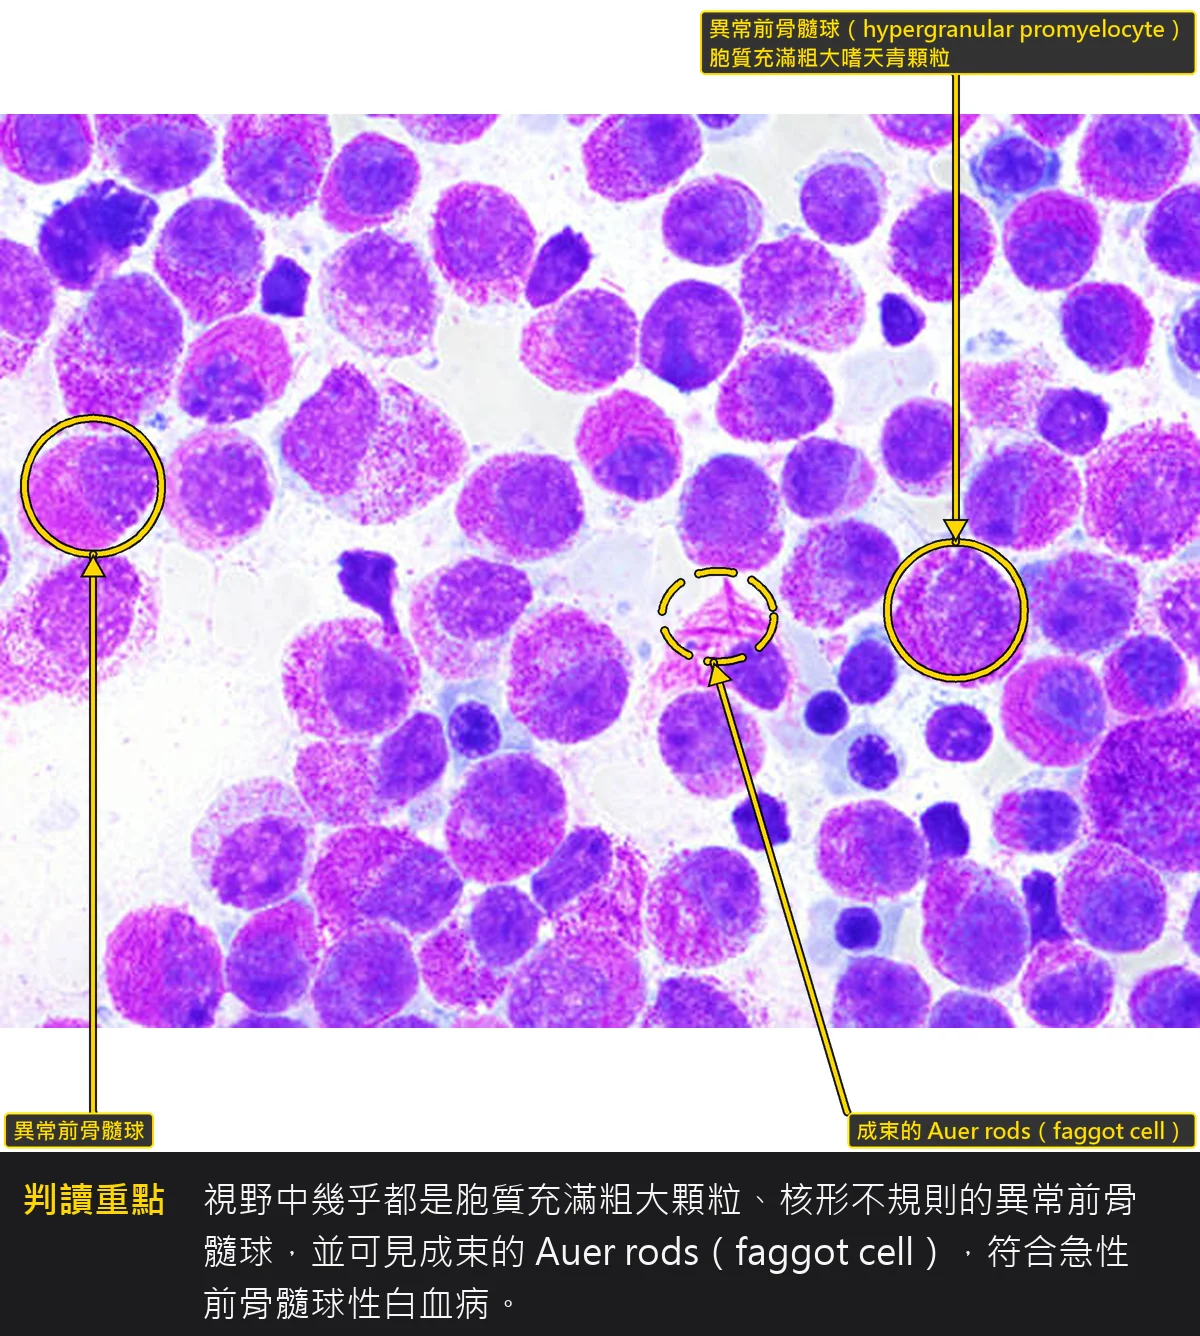 異常前骨髓球（hypergranular promyelocyte）
胞質充滿粗大嗜天青顆粒
異常前骨髓球
成束的 Auer rods（faggot cell）
判讀重點
視野中幾乎都是胞質充滿粗大顆粒、核形不規則的異常前骨
髓球，並可見成束的 Auer rods（faggot cell），符合急性
前骨髓球性白血病。